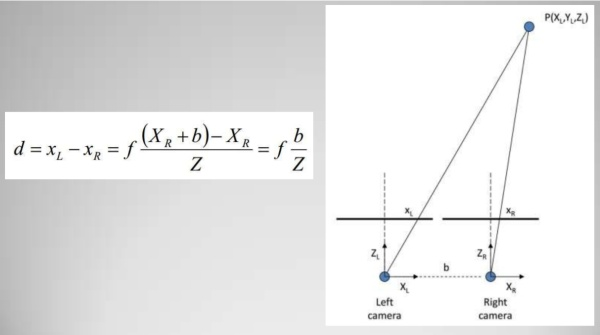 d = x_L − x_R = f (X_R + b) − X_R / Z = f b / Z
P(X_L,Y_L,Z_L)
x_L x_R
Z_L Z_R
b
X_L X_R
Left camera
Right camera